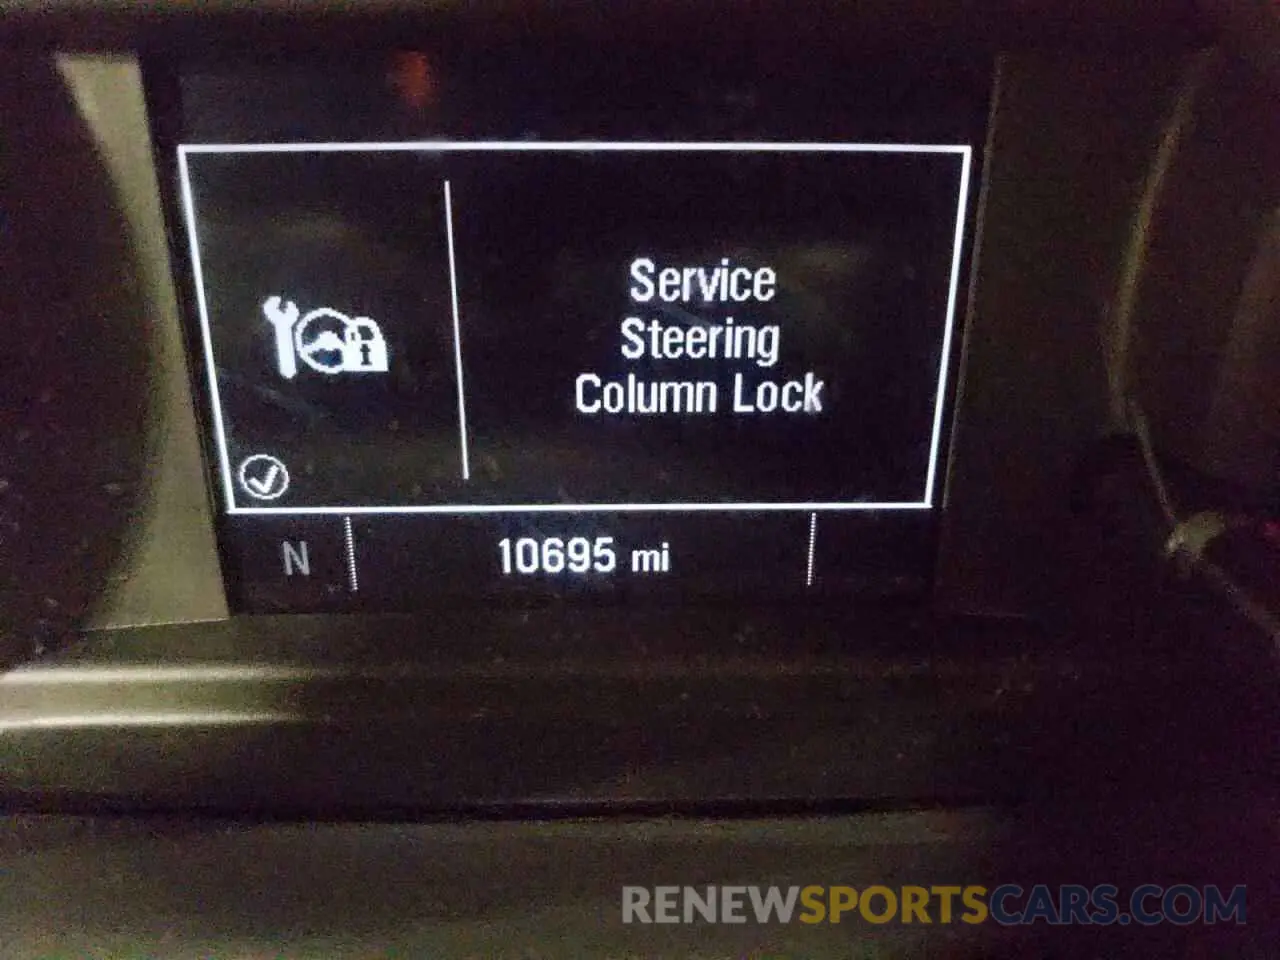 Service
Steering
Column Lock
N
10695 mi
RENEWSPORTSCARS.COM